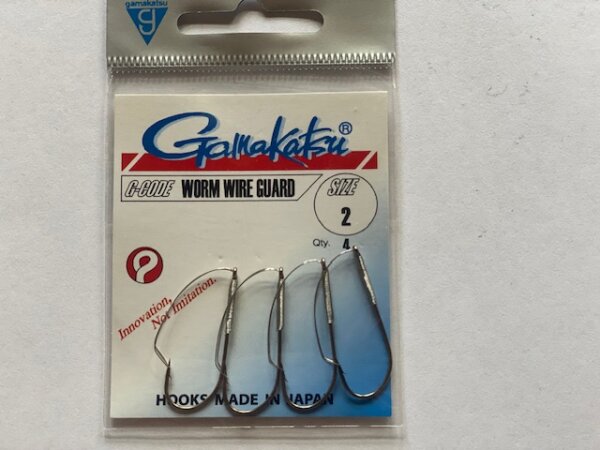 gamakatsu
Gamakatsu®
G-CODE WORM WIRE GUARD
SIZE
2
Qty. 4
Innovation,
Not Imitation.
HOOKS MADE IN JAPAN